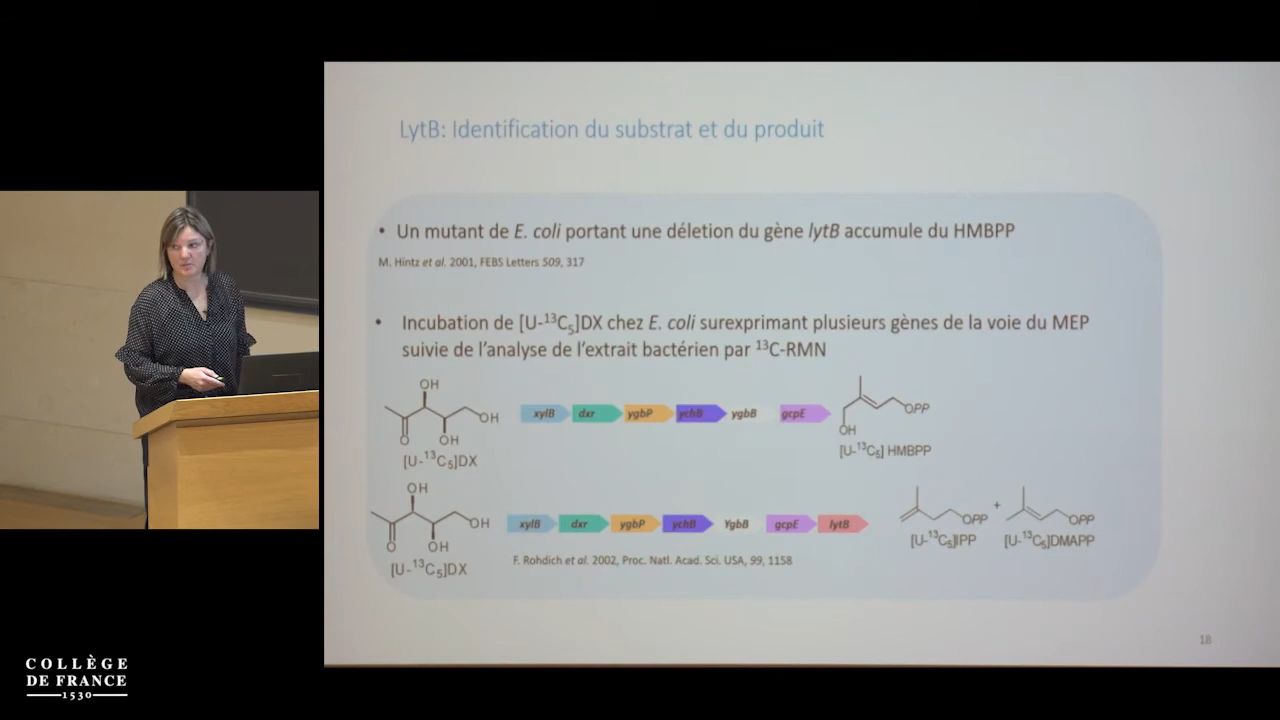 LytB: Identification du substrat et du produit
• Un mutant de E. coli portant une déletion du gène lytB accumule du HMBPP
M. Hintz et al. 2001, FEBS Letters 509, 317
• Incubation de [U-¹³C₅]DX chez E. coli surexprimant plusieurs gènes de la voie du MEP
suivie de l'analyse de l'extrait bactérien par ¹³C-RMN
OH
OH
O
OH
[U-¹³C₅]DX
xylB dxr ygbP ychB ygbB gcpE
OPP
OH
[U-¹³C₅] HMBPP
OH
OH
O
OH
[U-¹³C₅]DX
xylB dxr ygbP ychB YgbB gcpE lytB
OPP + OPP
[U-¹³C₅]IPP [U-¹³C₅]DMAPP
F. Rohdich et al. 2002, Proc. Natl. Acad. Sci. USA, 99, 1158
18
COLLÈGE
DE FRANCE
1530